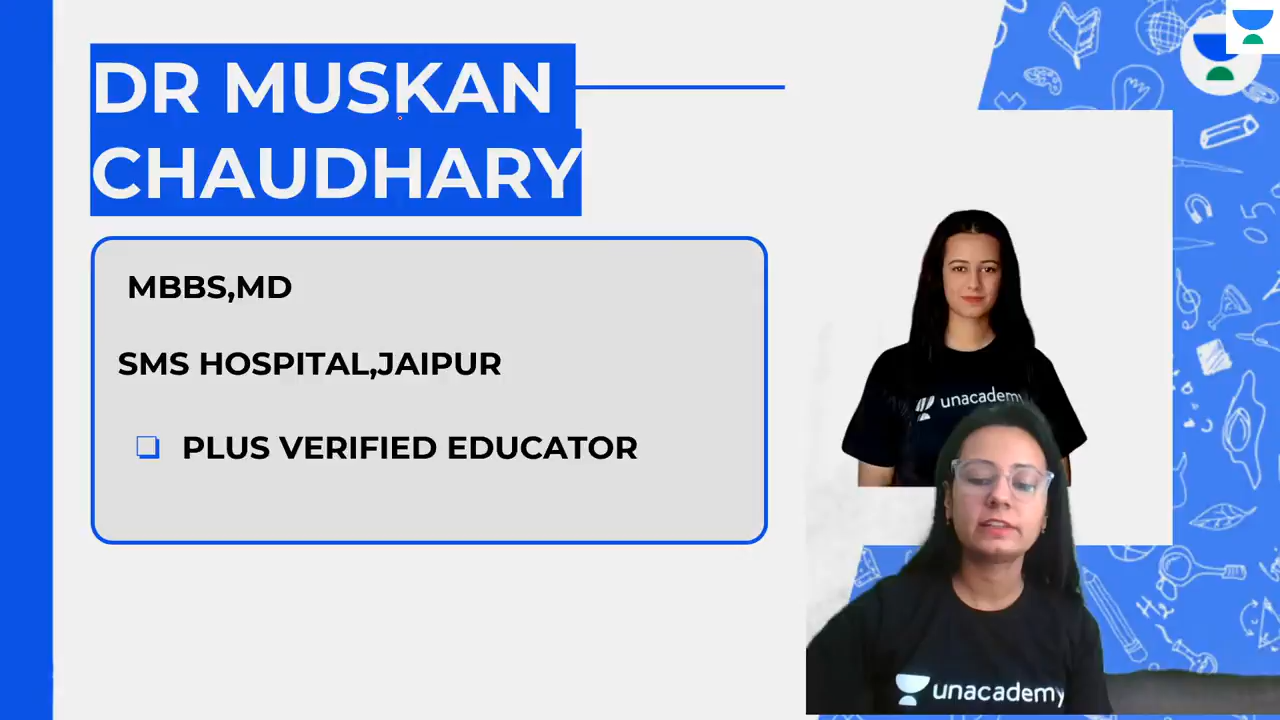 DR MUSKAN
CHAUDHARY
MBBS,MD
SMS HOSPITAL,JAIPUR
❏ PLUS VERIFIED EDUCATOR
unacademy
unacademy